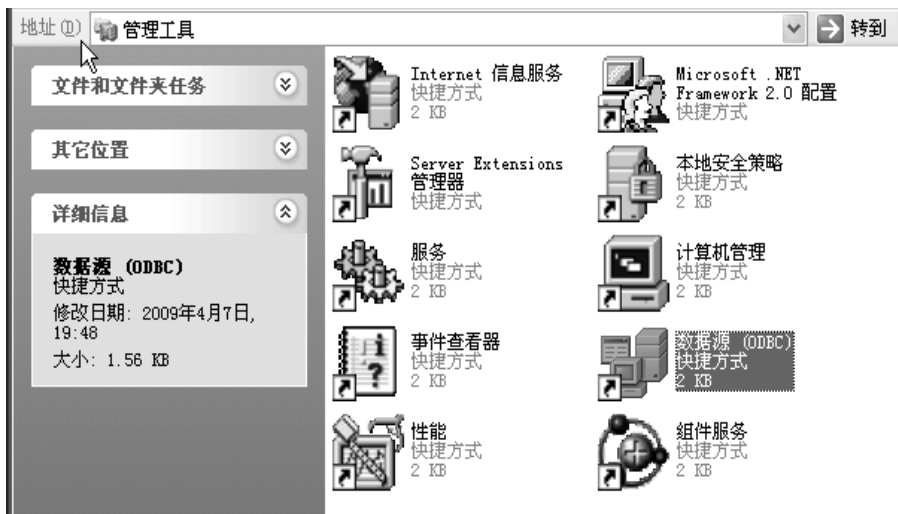 地址(D) 管理工具 转到
文件和文件夹任务
其它位置
详细信息
数据源 (ODBC)
快捷方式
修改日期: 2009年4月7日,
19:48
大小: 1.56 KB
Internet 信息服务
快捷方式
2 KB
Microsoft .NET
Framework 2.0 配置
快捷方式
Server Extensions
管理器
快捷方式
本地安全策略
快捷方式
2 KB
服务
快捷方式
2 KB
计算机管理
快捷方式
2 KB
事件查看器
快捷方式
2 KB
数据源 (ODBC)
快捷方式
2 KB
性能
快捷方式
2 KB
组件服务
快捷方式
2 KB